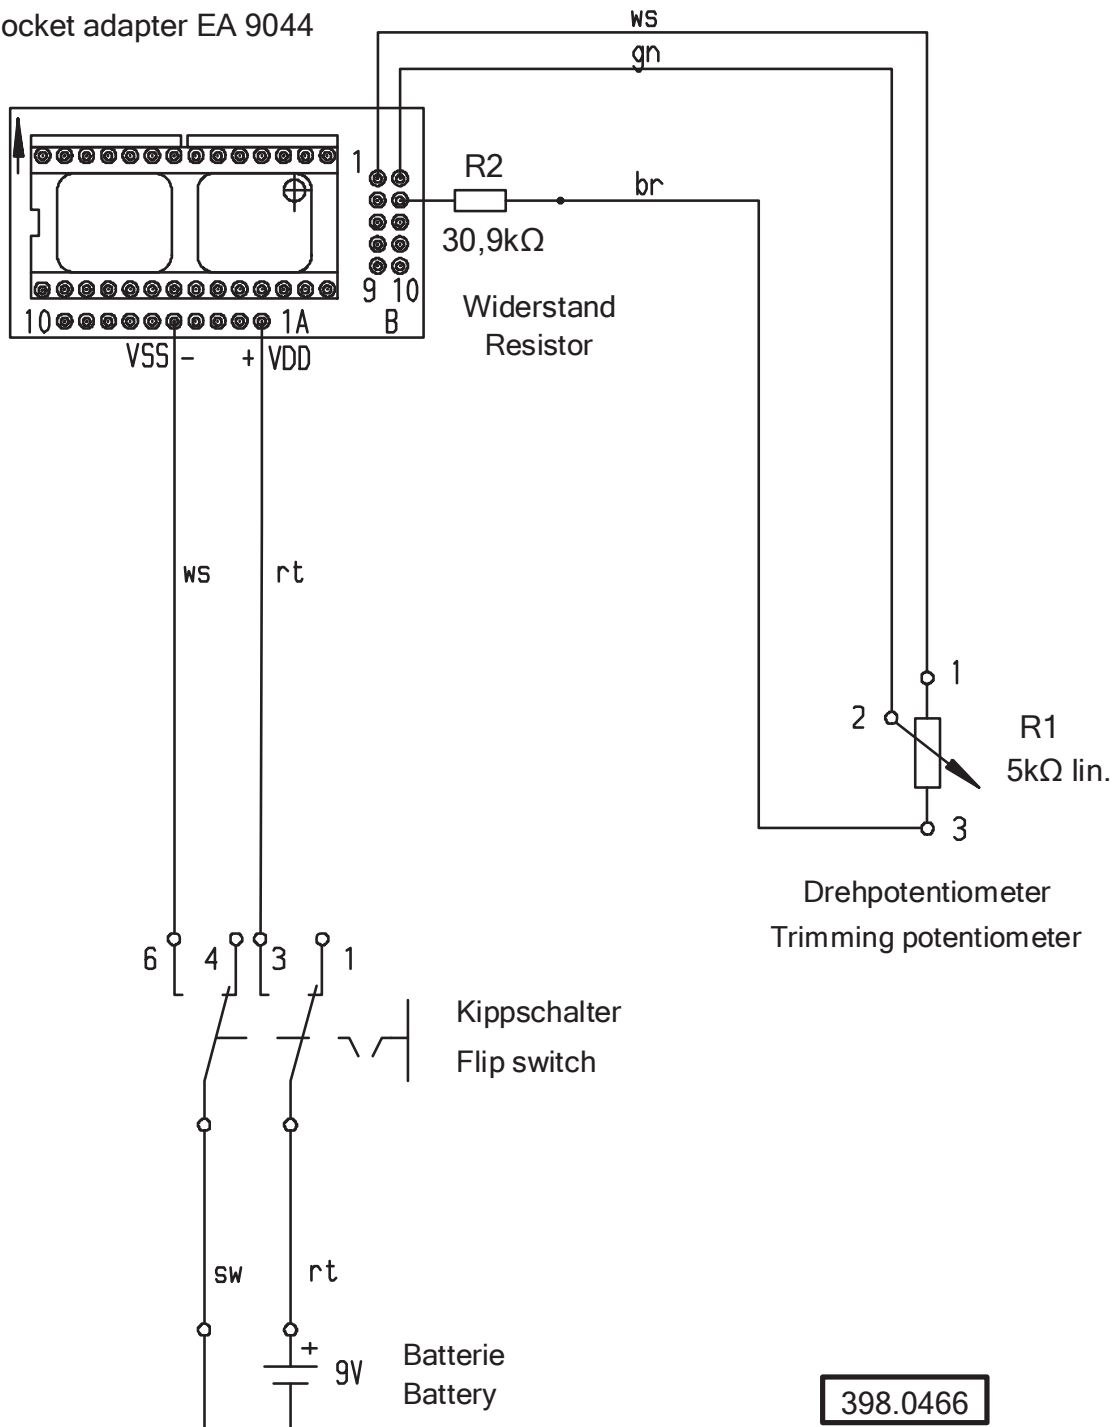 ocket adapter EA 9044
ws
gn
1
R2
br
30,9kΩ
9 10
Widerstand
Resistor
10
1A
B
VSS - + VDD
ws
rt
1
2
R1
5kΩ lin.
3
Drehpotentiometer
Trimming potentiometer
6 4 3 1
Kippschalter
Flip switch
sw
rt
+
9V
Batterie
Battery
398.0466